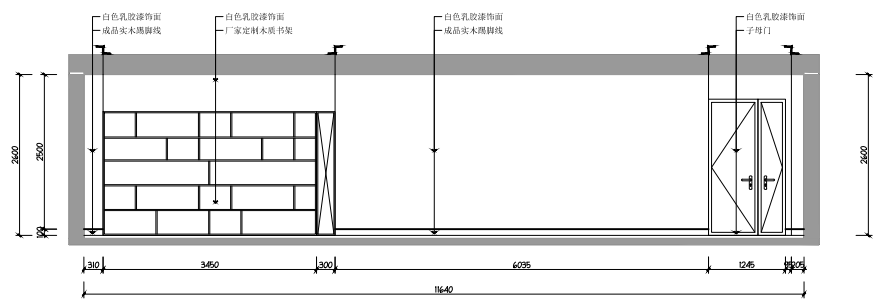 白色乳胶漆饰面
成品实木踢脚线
白色乳胶漆饰面
厂家定制木质书架
白色乳胶漆饰面
成品实木踢脚线
白色乳胶漆饰面
子母门
2600
2500
100
2600
310
3450
300
6035
1245
205
11640